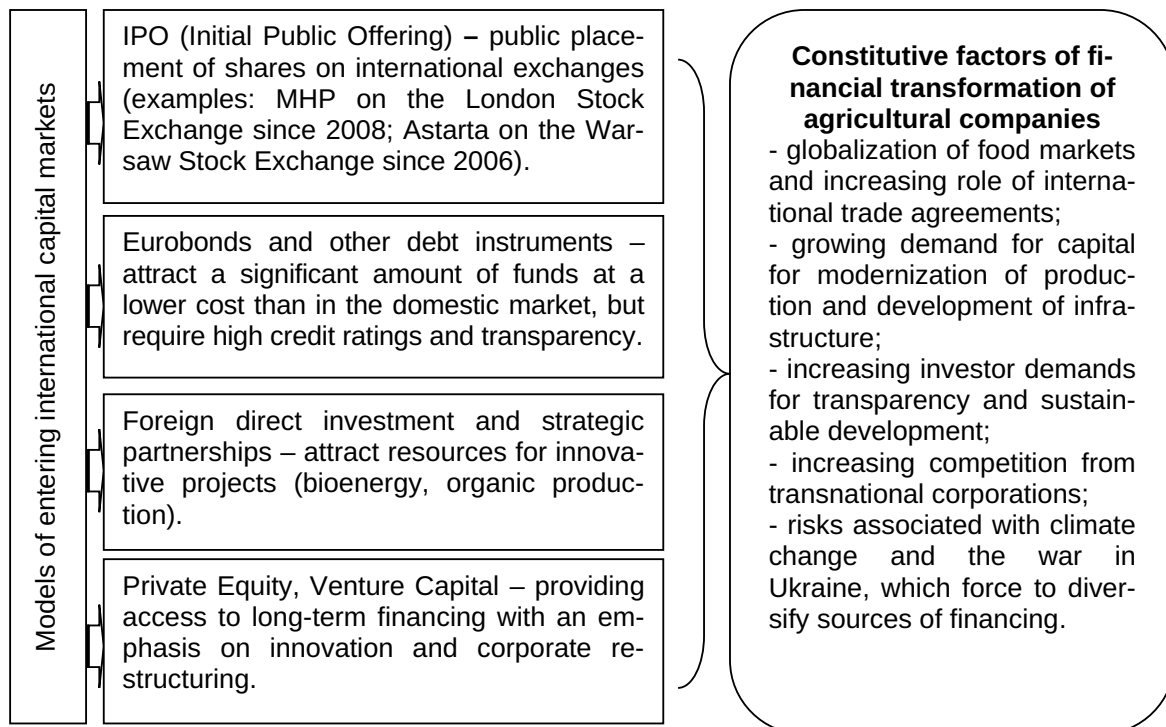 Models of entering international capital markets
IPO (Initial Public Offering) – public place-
ment of shares on international exchanges
(examples: MHP on the London Stock
Exchange since 2008; Astarta on the War-
saw Stock Exchange since 2006).
Eurobonds and other debt instruments –
attract a significant amount of funds at a
lower cost than in the domestic market, but
require high credit ratings and transparency.
Foreign direct investment and strategic
partnerships – attract resources for innova-
tive projects (bioenergy, organic produc-
tion).
Private Equity, Venture Capital – providing
access to long-term financing with an em-
phasis on innovation and corporate re-
structuring.
Constitutive factors of fi-
nancial transformation of
agricultural companies
- globalization of food markets
and increasing role of interna-
tional trade agreements;
- growing demand for capital
for modernization of produc-
tion and development of infra-
structure;
- increasing investor demands
for transparency and sustain-
able development;
- increasing competition from
transnational corporations;
- risks associated with climate
change and the war in
Ukraine, which force to diver-
sify sources of financing.